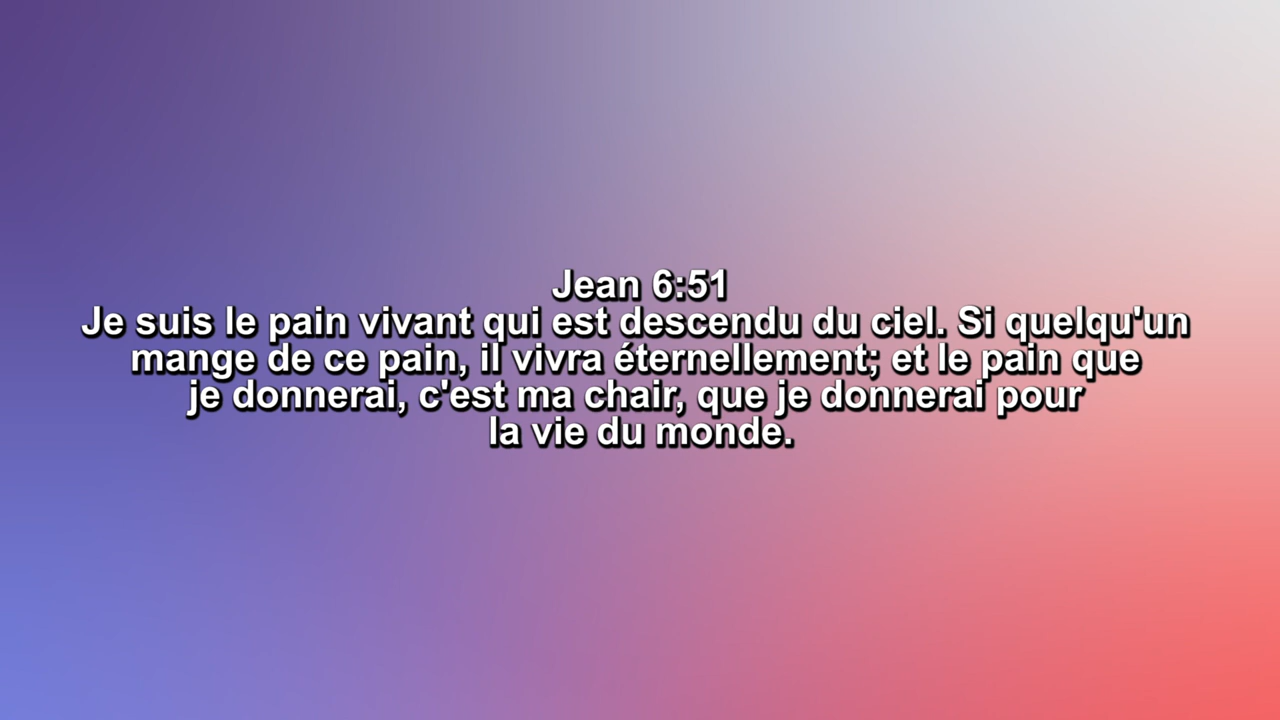 Jean 6:51
Je suis le pain vivant qui est descendu du ciel. Si quelqu'un
mange de ce pain, il vivra éternellement; et le pain que
je donnerai, c'est ma chair, que je donnerai pour
la vie du monde.